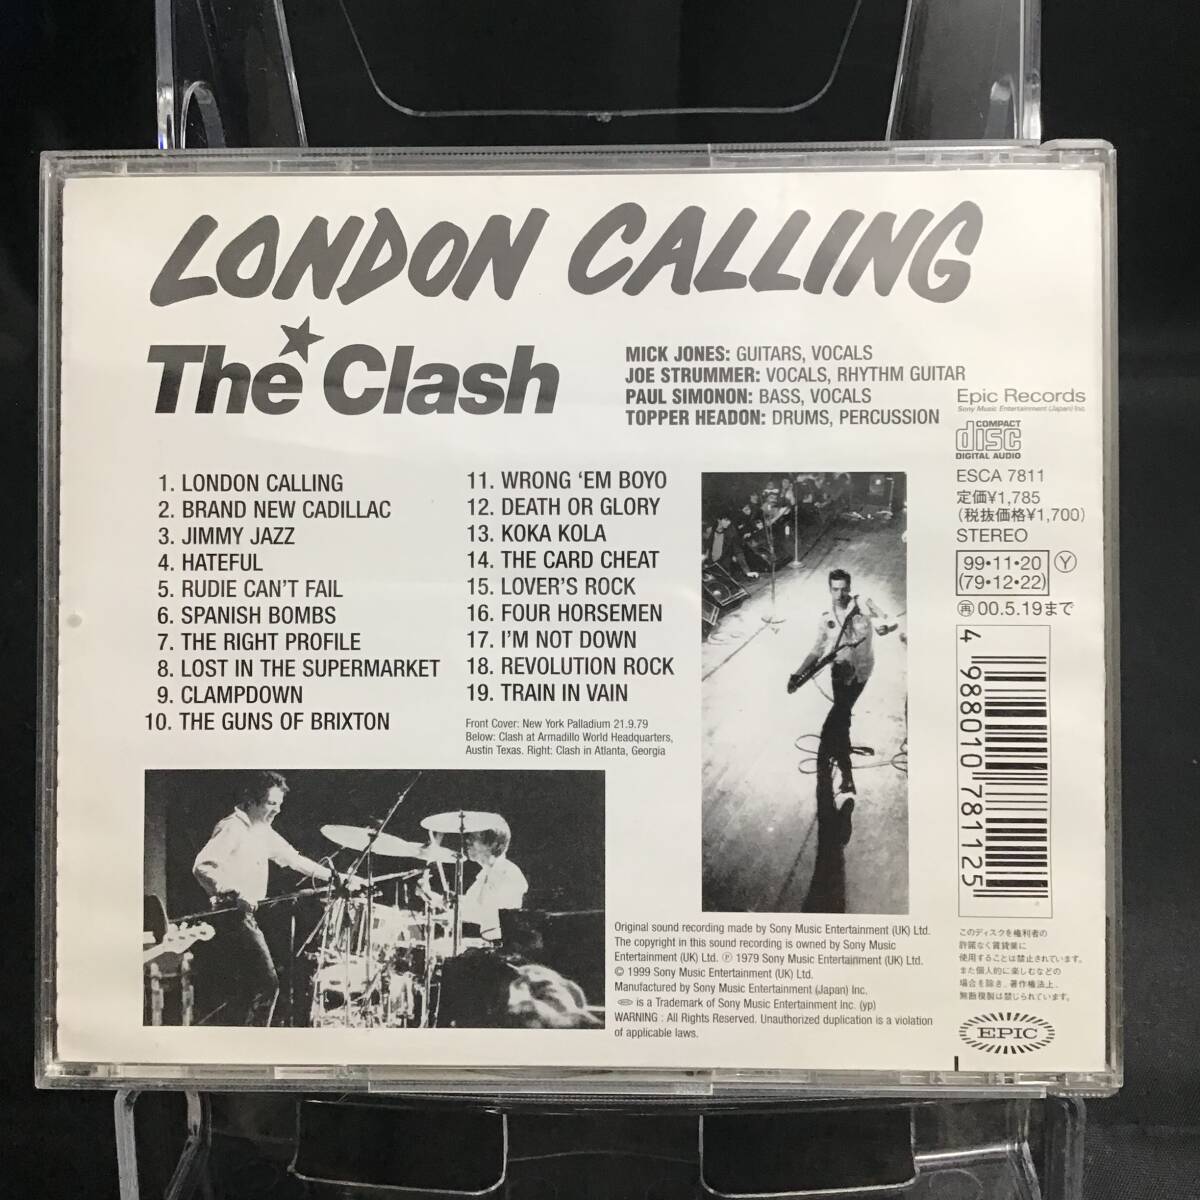 LONDON CALLING
The★Clash
MICK JONES: GUITARS, VOCALS
JOE STRUMMER: VOCALS, RHYTHM GUITAR
PAUL SIMONON: BASS, VOCALS
TOPPER HEADON: DRUMS, PERCUSSION
1. LONDON CALLING
2. BRAND NEW CADILLAC
3. JIMMY JAZZ
4. HATEFUL
5. RUDIE CAN'T FAIL
6. SPANISH BOMBS
7. THE RIGHT PROFILE
8. LOST IN THE SUPERMARKET
9. CLAMPDOWN
10. THE GUNS OF BRIXTON
11. WRONG ‘EM BOYO
12. DEATH OR GLORY
13. KOKA KOLA
14. THE CARD CHEAT
15. LOVER'S ROCK
16. FOUR HORSEMEN
17. I'M NOT DOWN
18. REVOLUTION ROCK
19. TRAIN IN VAIN
Front Cover: New York Palladium 21.9.79
Below: Clash at Armadillo World Headquarters,
Austin Texas. Right: Clash in Atlanta, Georgia
Epic Records
Sony Music Entertainment (Japan) Inc.
COMPACT
disc
DIGITAL AUDIO
ESCA 7811
定価¥1,785
(税抜価格¥1,700)
STEREO
99・11・20 Ⓨ
(79・12・22)
㊥00.5.19まで
4 988010 781125
Original sound recording made by Sony Music Entertainment (UK) Ltd.
The copyright in this sound recording is owned by Sony Music
Entertainment (UK) Ltd. ℗ 1979 Sony Music Entertainment (UK) Ltd.
© 1999 Sony Music Entertainment (UK) Ltd.
Manufactured by Sony Music Entertainment (Japan) Inc.
EPIC is a Trademark of Sony Music Entertainment Inc. (yp)
WARNING : All Rights Reserved. Unauthorized duplication is a violation
of applicable laws.
このディスクを権利者の
許諾なく賃貸業に
使用することは禁止されています。
また個人的に楽しむなどの
場合を除き、著作権法上、
無断複製は禁じられています。
EPIC